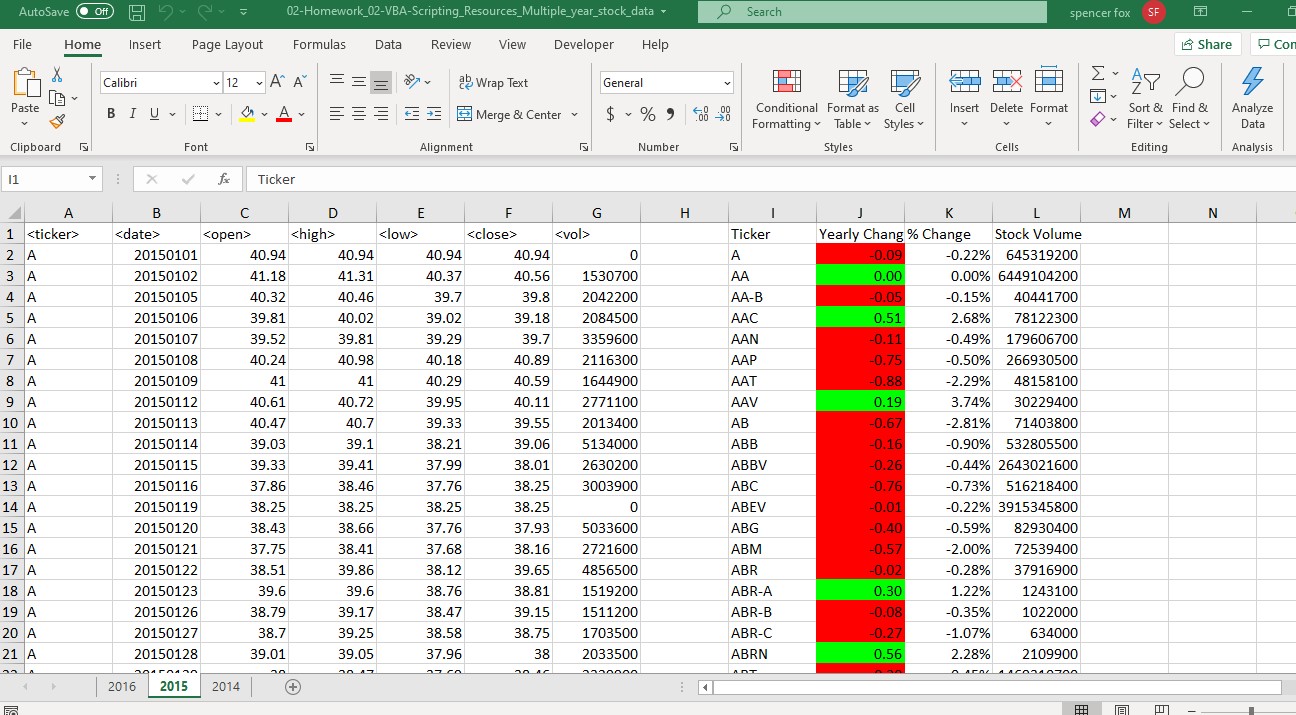 AutoSave Off 02-Homework_02-VBA-Scripting_Resources_Multiple_year_stock_data Search spencer fox SF
File Home Insert Page Layout Formulas Data Review View Developer Help Share Con
Paste Calibri 12 A^ A˅ ab Wrap Text General Conditional Formatting Format as Table Cell Styles Insert Delete Format Sort & Filter Find & Select Analyze Data
B I U A Merge & Center $ % 9
Clipboard Font Alignment Number Styles Cells Editing Analysis
I1 fx Ticker
A B C D E F G H I J K L M N
1 <ticker> <date> <open> <high> <low> <close> <vol> Ticker Yearly Chang % Change Stock Volume
2 A 20150101 40.94 40.94 40.94 40.94 0 A -0.09 -0.22% 645319200
3 A 20150102 41.18 41.31 40.37 40.56 1530700 AA 0.00 0.00% 6449104200
4 A 20150105 40.32 40.46 39.7 39.8 2042200 AA-B -0.05 -0.15% 40441700
5 A 20150106 39.81 40.02 39.02 39.18 2084500 AAC 0.51 2.68% 78122300
6 A 20150107 39.52 39.81 39.29 39.7 3359600 AAN -0.11 -0.49% 179606700
7 A 20150108 40.24 40.98 40.18 40.89 2116300 AAP -0.75 -0.50% 266930500
8 A 20150109 41 41 40.29 40.59 1644900 AAT -0.88 -2.29% 48158100
9 A 20150112 40.61 40.72 39.95 40.11 2771100 AAV 0.19 3.74% 30229400
10 A 20150113 40.47 40.7 39.33 39.55 2013400 AB -0.67 -2.81% 71403800
11 A 20150114 39.03 39.1 38.21 39.06 5134000 ABB -0.16 -0.90% 532805500
12 A 20150115 39.33 39.41 37.99 38.01 2630200 ABBV -0.26 -0.44% 2643021600
13 A 20150116 37.86 38.46 37.76 38.25 3003900 ABC -0.76 -0.73% 516218400
14 A 20150119 38.25 38.25 38.25 38.25 0 ABEV -0.01 -0.22% 3915345800
15 A 20150120 38.43 38.66 37.76 37.93 5033600 ABG -0.40 -0.59% 82930400
16 A 20150121 37.75 38.41 37.68 38.16 2721600 ABM -0.57 -2.00% 72539400
17 A 20150122 38.51 39.86 38.12 39.65 4856500 ABR -0.02 -0.28% 37916900
18 A 20150123 39.6 39.6 38.76 38.81 1519200 ABR-A 0.30 1.22% 1243100
19 A 20150126 38.79 39.17 38.47 39.15 1511200 ABR-B -0.08 -0.35% 1022000
20 A 20150127 38.7 39.25 38.58 38.75 1703500 ABR-C -0.27 -1.07% 634000
21 A 20150128 39.01 39.05 37.96 38 2033500 ABRN 0.56 2.28% 2109900
2016 2015 2014